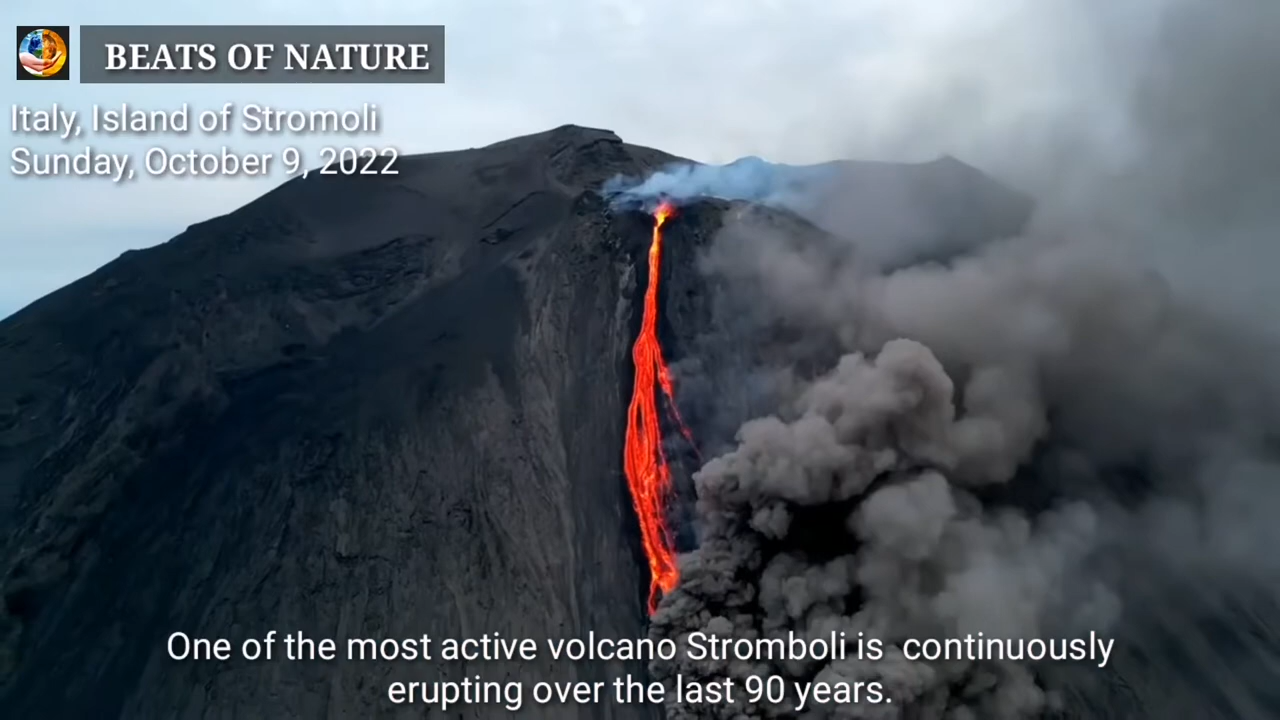 BEATS OF NATURE
Italy, Island of Stromoli
Sunday, October 9, 2022
One of the most active volcano Stromboli is continuously
erupting over the last 90 years.